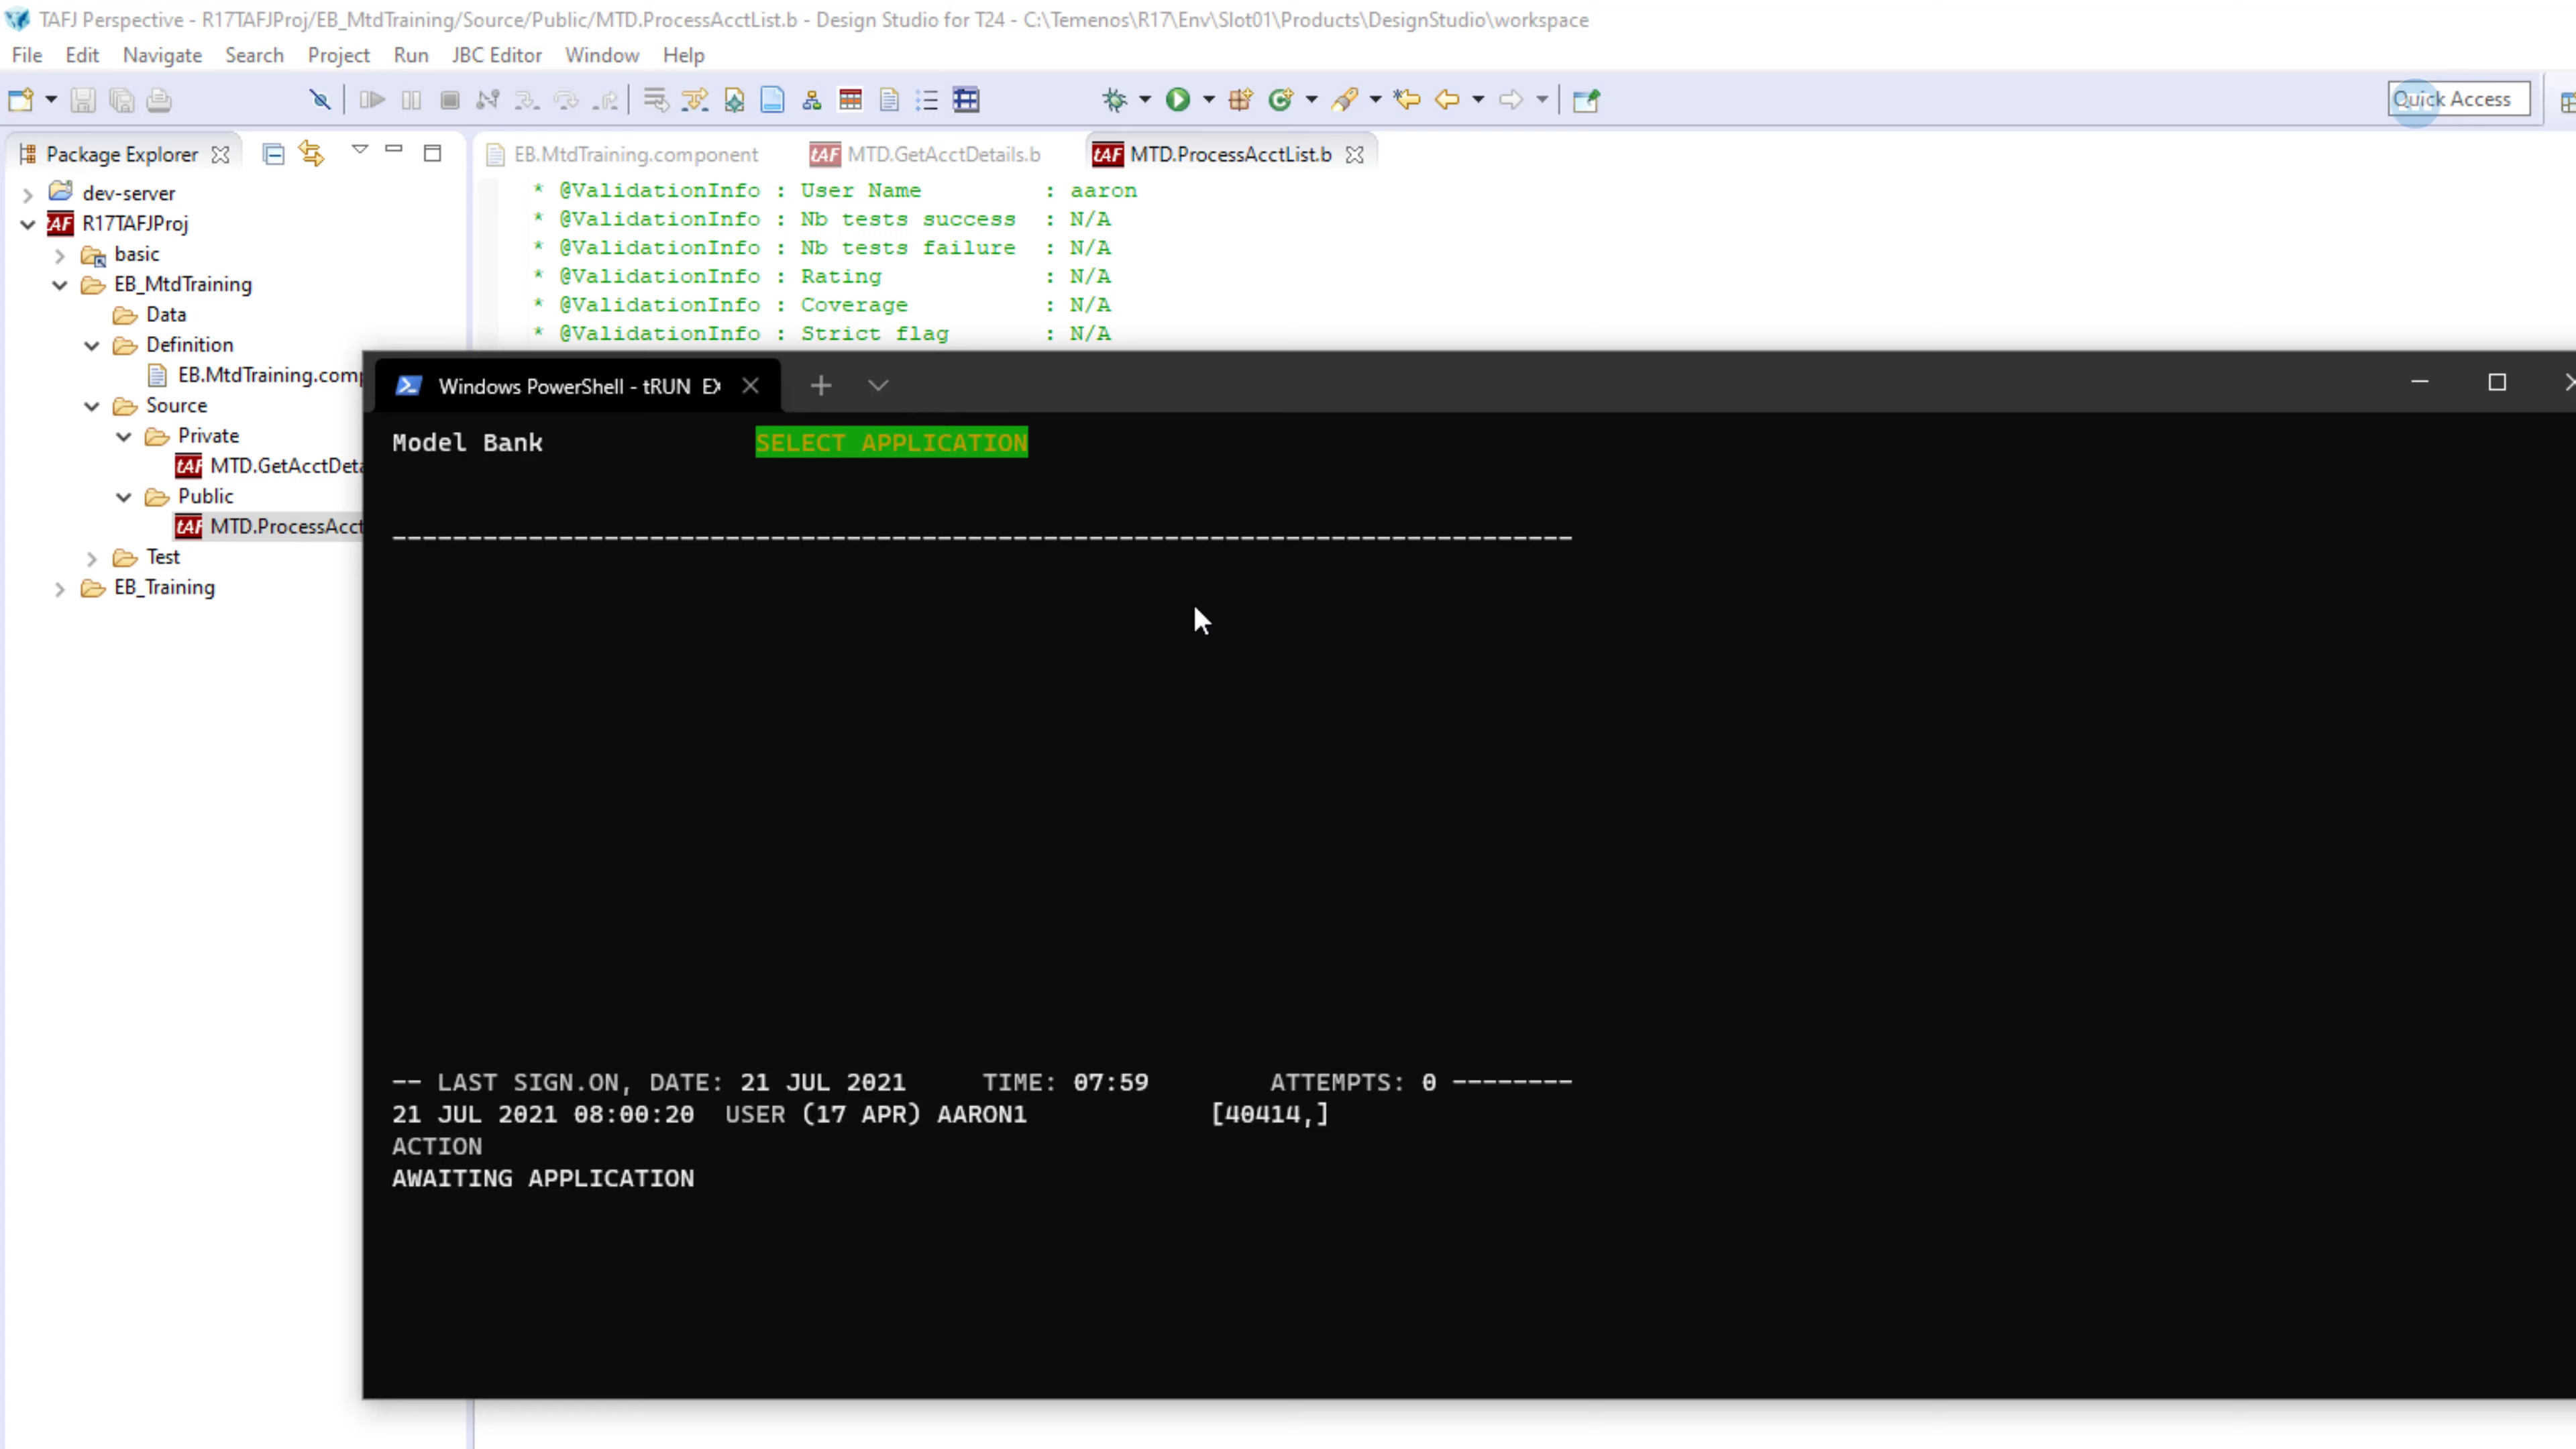 TAFJ Perspective - R17TAFJProj/EB_MtdTraining/Source/Public/MTD.ProcessAcctList.b - Design Studio for T24 - C:\Temenos\R17\Env\Slot01\Products\DesignStudio\workspace
File Edit Navigate Search Project Run JBC Editor Window Help
Quick Access
Package Explorer
EB.MtdTraining.component
tAF MTD.GetAcctDetails.b
tAF MTD.ProcessAcctList.b
dev-server
R17TAFJProj
basic
EB_MtdTraining
Data
Definition
EB.MtdTraining.comp
Source
Private
MTD.GetAcctDeta
Public
MTD.ProcessAcct
Test
EB_Training
* @ValidationInfo : User Name : aaron
* @ValidationInfo : Nb tests success : N/A
* @ValidationInfo : Nb tests failure : N/A
* @ValidationInfo : Rating : N/A
* @ValidationInfo : Coverage : N/A
* @ValidationInfo : Strict flag : N/A
Windows PowerShell - tRUN EX
Model Bank SELECT APPLICATION
------------------------------------------------------------------------------
-- LAST SIGN.ON, DATE: 21 JUL 2021 TIME: 07:59 ATTEMPTS: 0 --------
21 JUL 2021 08:00:20 USER (17 APR) AARON1 [40414,]
ACTION
AWAITING APPLICATION